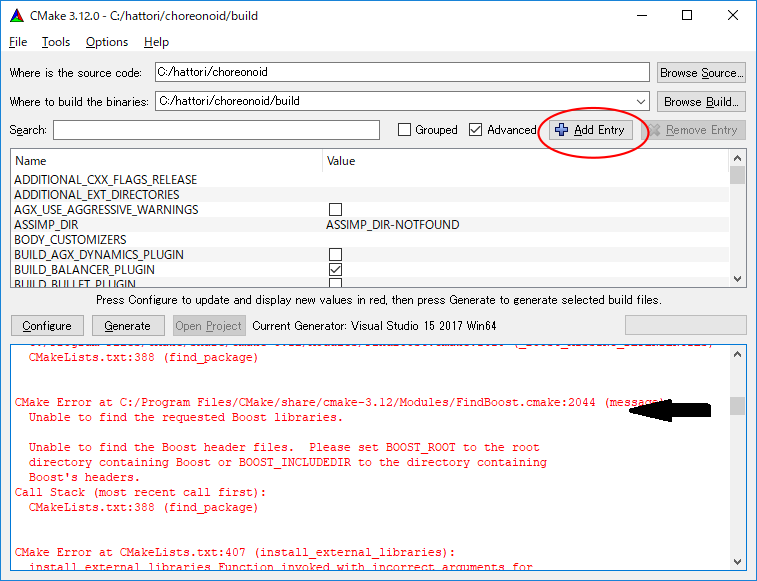 CMake 3.12.0 - C:/hattori/choreonoid/build
File Tools Options Help
Where is the source code: C:/hattori/choreonoid Browse Source...
Where to build the binaries: C:/hattori/choreonoid/build Browse Build...
Search: Grouped Advanced Add Entry Remove Entry
Name Value
ADDITIONAL_CXX_FLAGS_RELEASE
ADDITIONAL_EXT_DIRECTORIES
AGX_USE_AGGRESSIVE_WARNINGS
ASSIMP_DIR ASSIMP_DIR-NOTFOUND
BODY_CUSTOMIZERS
BUILD_AGX_DYNAMICS_PLUGIN
BUILD_BALANCER_PLUGIN
BUILD_BULLET_PLUGIN
Press Configure to update and display new values in red, then press Generate to generate selected build files.
Configure Generate Open Project Current Generator: Visual Studio 15 2017 Win64
CMakeLists.txt:388 (find_package)
CMake Error at C:/Program Files/CMake/share/cmake-3.12/Modules/FindBoost.cmake:2044 (message)
Unable to find the requested Boost libraries.
Unable to find the Boost header files.  Please set BOOST_ROOT to the root
directory containing Boost or BOOST_INCLUDEDIR to the directory containing
Boost's headers.
Call Stack (most recent call first):
CMakeLists.txt:388 (find_package)
CMake Error at CMakeLists.txt:407 (install_external_libraries):
install_external_libraries Function invoked with incorrect arguments for